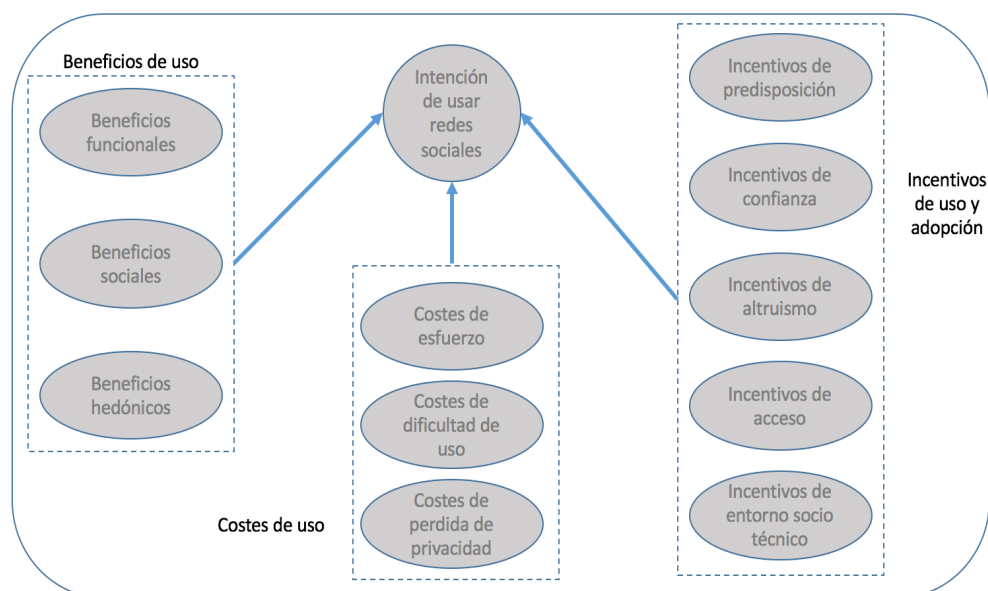 Beneficios de uso
Beneficios
funcionales
Beneficios
sociales
Beneficios
hedónicos
Intención
de usar
redes
sociales
Costes de
esfuerzo
Costes de
dificultad de
uso
Costes de
perdida de
privacidad
Costes de uso
Incentivos de
predisposición
Incentivos de
confianza
Incentivos de
altruismo
Incentivos de
acceso
Incentivos de
entorno socio
técnico
Incentivos
de uso y
adopción